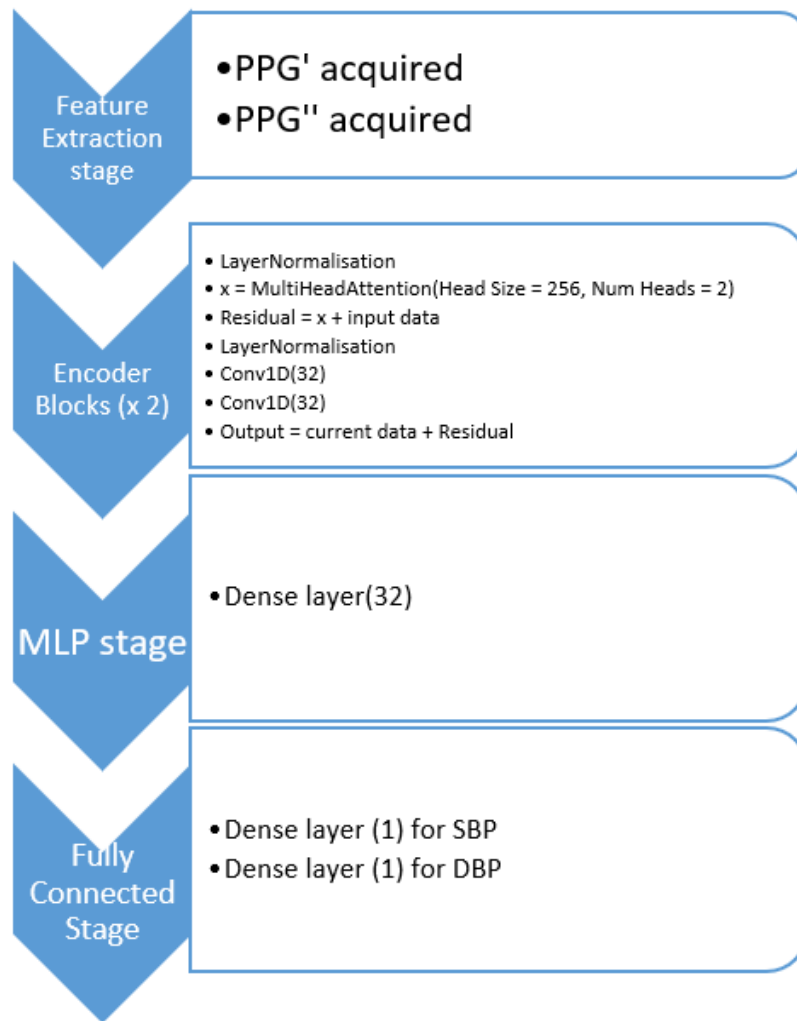 Feature
Extraction
stage
•PPG' acquired
•PPG'' acquired
Encoder
Blocks (x 2)
• LayerNormalisation
• x = MultiHeadAttention(Head Size = 256, Num Heads = 2)
• Residual = x + input data
• LayerNormalisation
• Conv1D(32)
• Conv1D(32)
• Output = current data + Residual
MLP stage
•Dense layer(32)
Fully
Connected
Stage
•Dense layer (1) for SBP
•Dense layer (1) for DBP